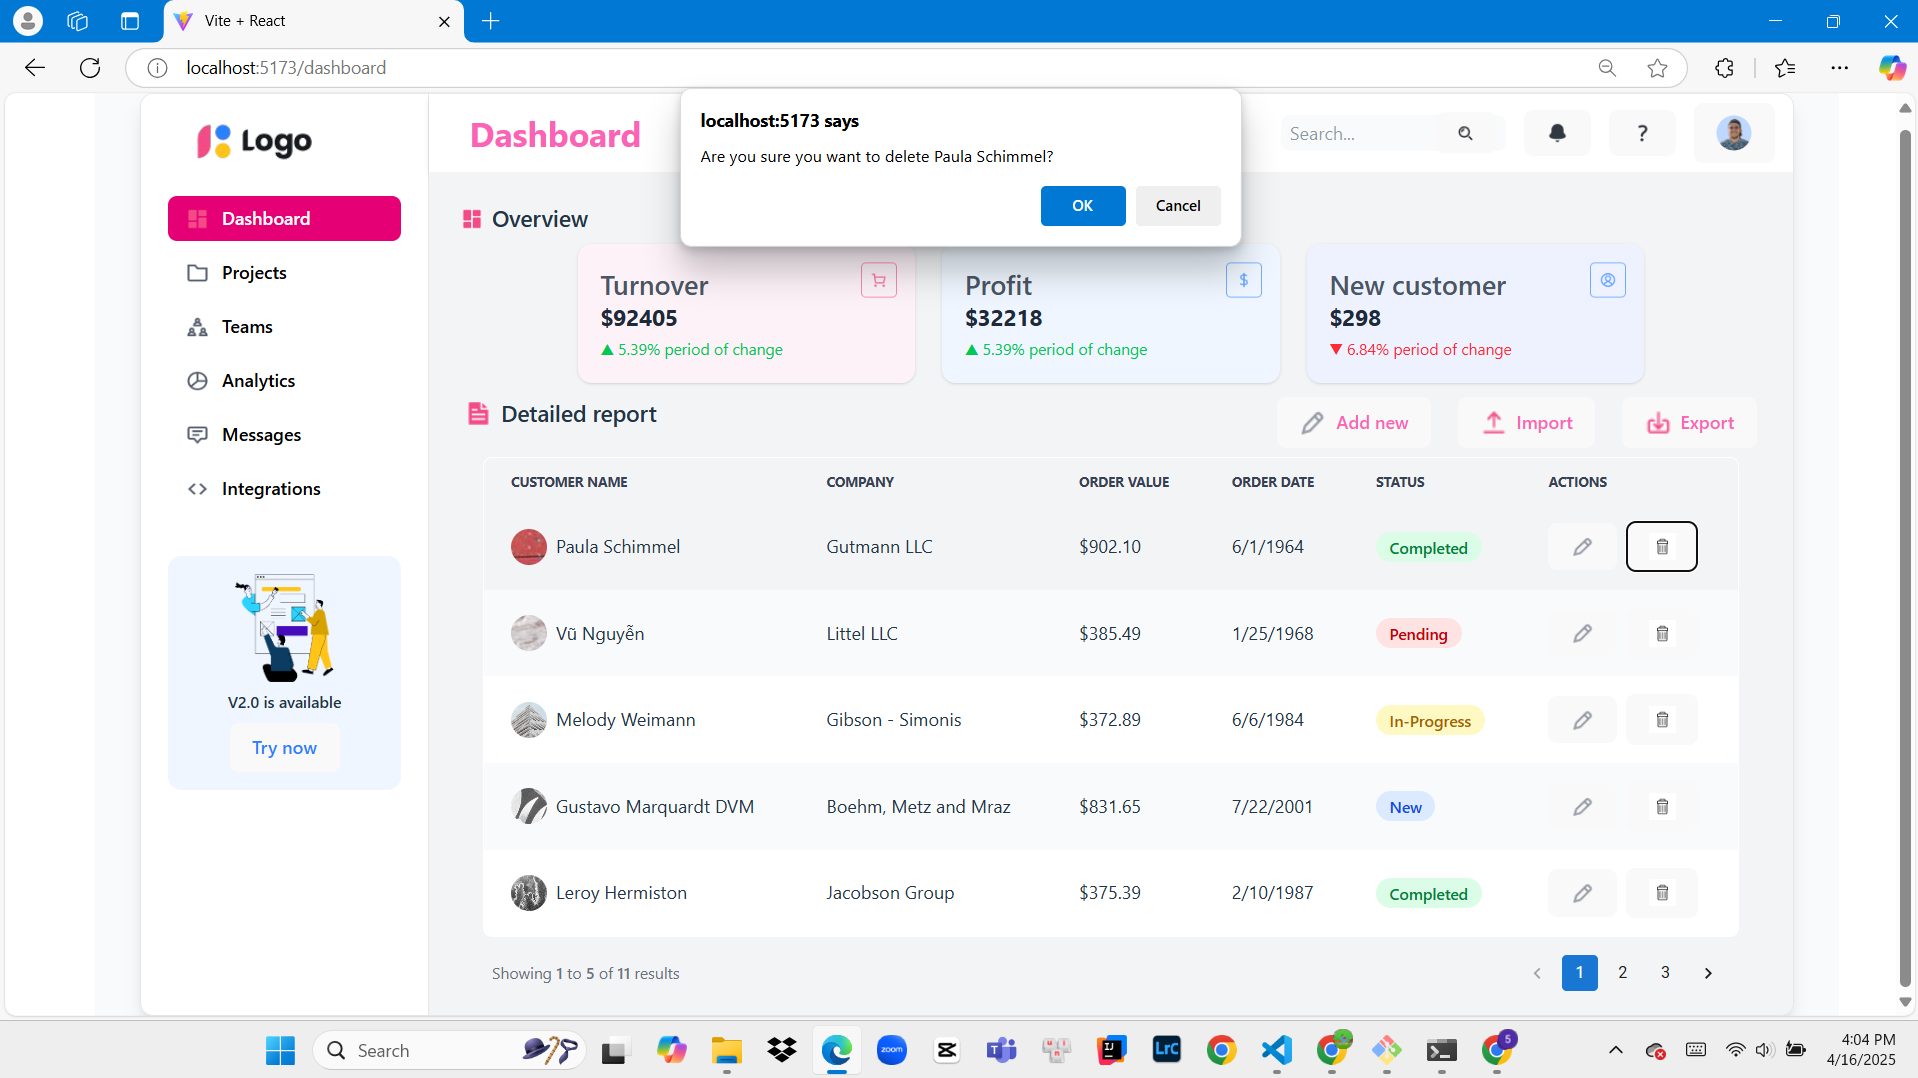 Vite + React
localhost:5173/dashboard
localhost:5173 says
Are you sure you want to delete Paula Schimmel?
OK
Cancel
Logo
Dashboard
Search...
?
Dashboard
Projects
Teams
Analytics
Messages
Integrations
V2.0 is available
Try now
Overview
Turnover
$92405
▲ 5.39% period of change
Profit
$
$32218
▲ 5.39% period of change
New customer
$298
▼ 6.84% period of change
Detailed report
Add new
Import
Export
CUSTOMER NAME COMPANY ORDER VALUE ORDER DATE STATUS ACTIONS
Paula Schimmel Gutmann LLC $902.10 6/1/1964 Completed
Vũ Nguyễn Littel LLC $385.49 1/25/1968 Pending
Melody Weimann Gibson - Simonis $372.89 6/6/1984 In-Progress
Gustavo Marquardt DVM Boehm, Metz and Mraz $831.65 7/22/2001 New
Leroy Hermiston Jacobson Group $375.39 2/10/1987 Completed
Showing 1 to 5 of 11 results
1 2 3
Search
zoom
LrC
5
4:04 PM
4/16/2025